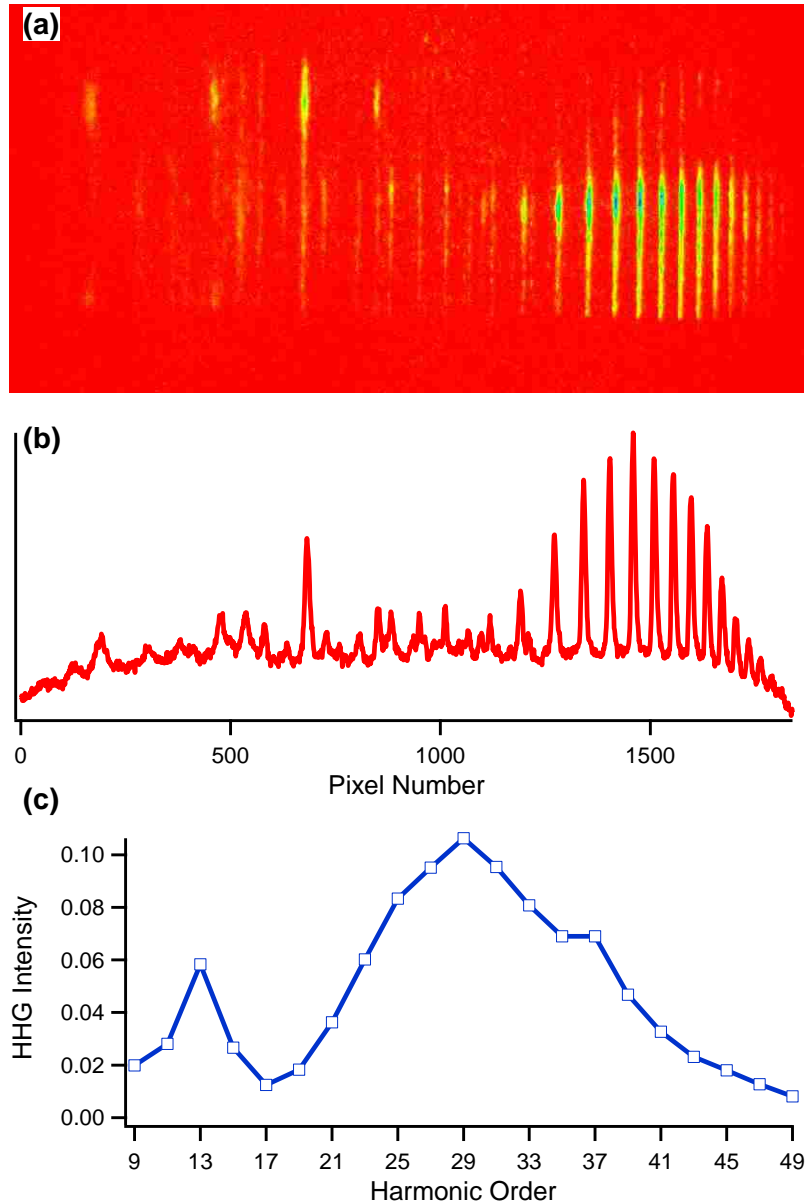 (a)
(b)
0 500 1000 1500
Pixel Number
(c)
HHG Intensity
0.10
0.08
0.06
0.04
0.02
0.00
9 13 17 21 25 29 33 37 41 45 49
Harmonic Order